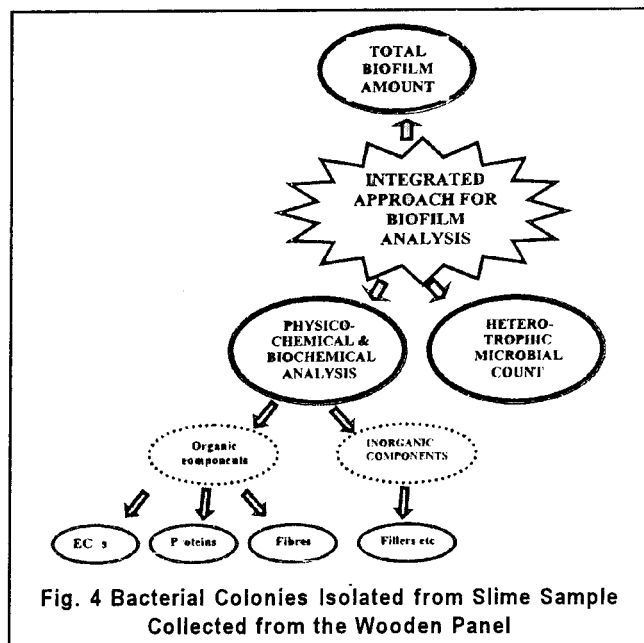 TOTAL
BIOFILM
AMOUNT
INTEGRATED
APPROACH FOR
BIOFILM
ANALYSIS
PHYSICO-
CHEMICAL &
BIOCHEMICAL
ANALYSIS
HETERO-
TROPHIC
MICROBIAL
COUNT
Organic
components
INORGANIC
COMPONENTS
Proteins
Fibres
Fillers etc
Fig. 4 Bacterial Colonies Isolated from Slime Sample
Collected from the Wooden Panel